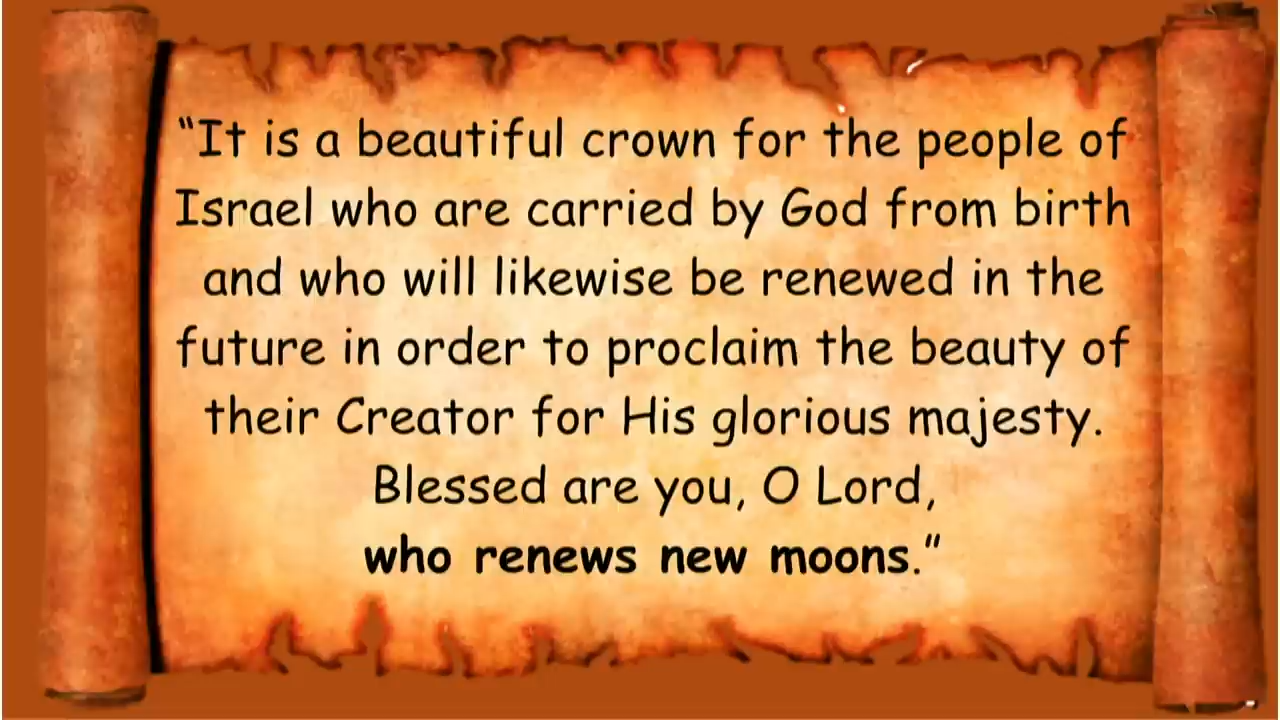 “It is a beautiful crown for the people of
Israel who are carried by God from birth
and who will likewise be renewed in the
future in order to proclaim the beauty of
their Creator for His glorious majesty.
Blessed are you, O Lord,
who renews new moons.”